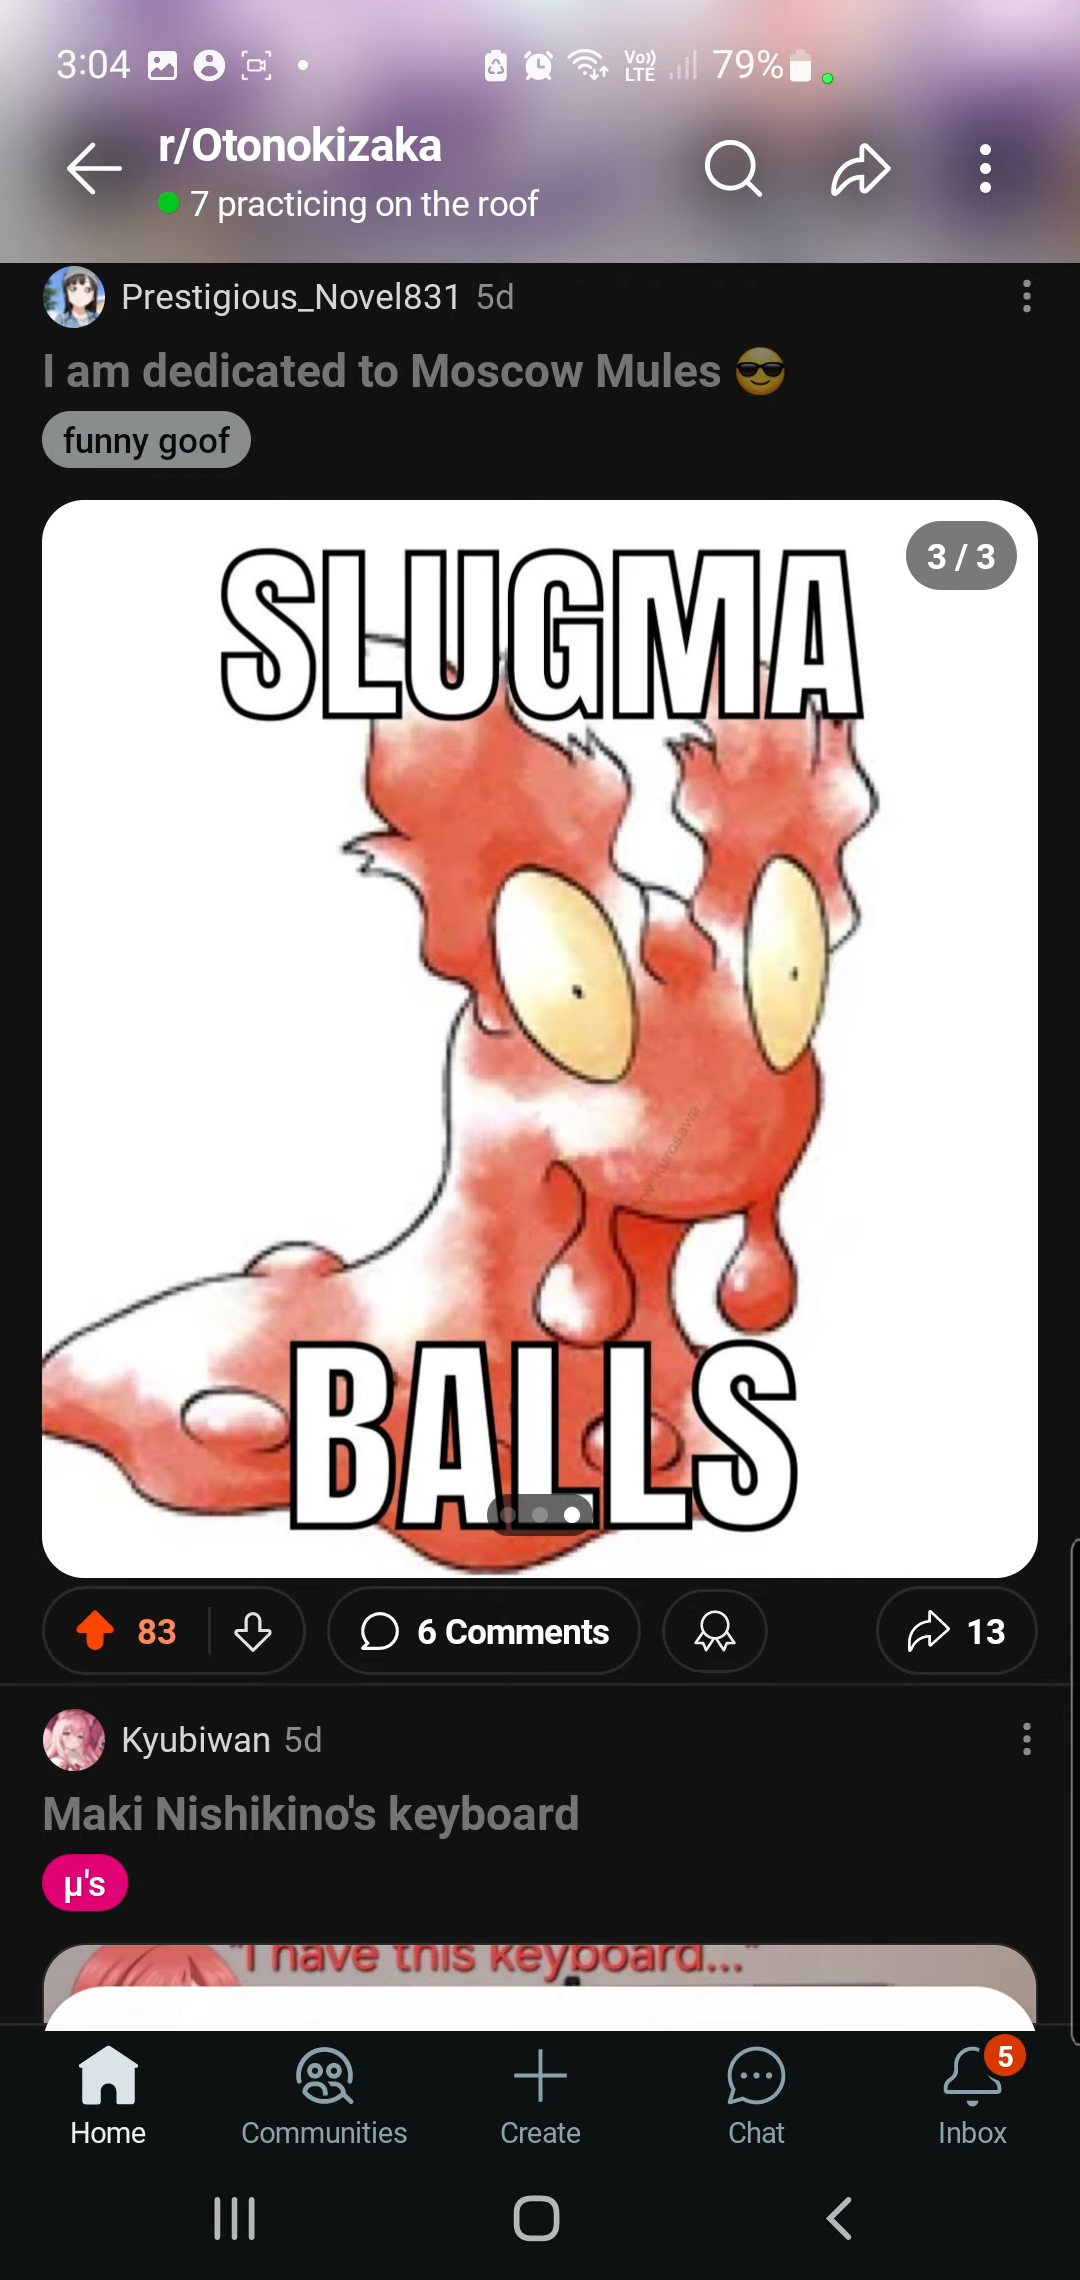 3:04 Vo)) LTE 79%
r/Otonokizaka
7 practicing on the roof
Prestigious_Novel831 5d
I am dedicated to Moscow Mules 😎
funny goof
3 / 3
SLUGMA
BALLS
83 6 Comments 13
Kyubiwan 5d
Maki Nishikino's keyboard
µ's
"I have this keyboard..."
5
Home Communities Create Chat Inbox